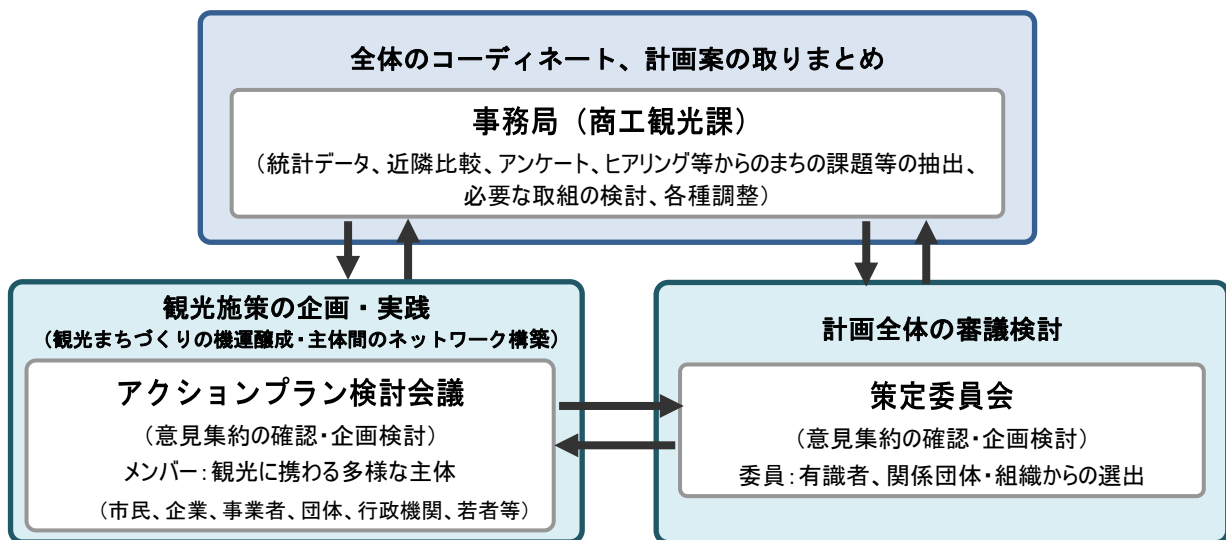 全体のコーディネート、計画案の取りまとめ
事務局（商工観光課）
（統計データ、近隣比較、アンケート、ヒアリング等からのまちの課題等の抽出、
必要な取組の検討、各種調整）
観光施策の企画・実践
（観光まちづくりの機運醸成・主体間のネットワーク構築）
アクションプラン検討会議
（意見集約の確認・企画検討）
メンバー：観光に携わる多様な主体
（市民、企業、事業者、団体、行政機関、若者等）
計画全体の審議検討
策定委員会
（意見集約の確認・企画検討）
委員：有識者、関係団体・組織からの選出